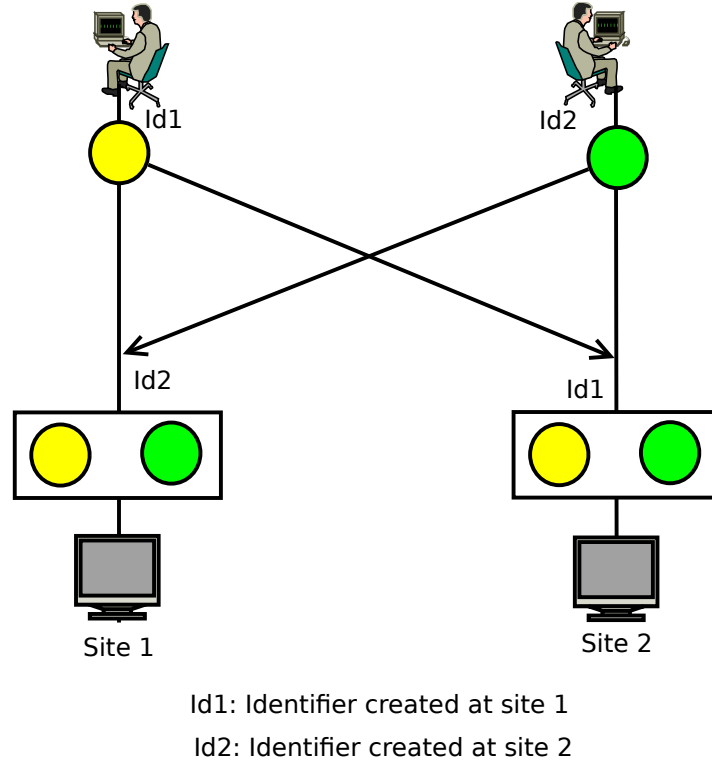 Id1
Id2
Id2
Id1
Site 1
Site 2
Id1: Identifier created at site 1
Id2: Identifier created at site 2